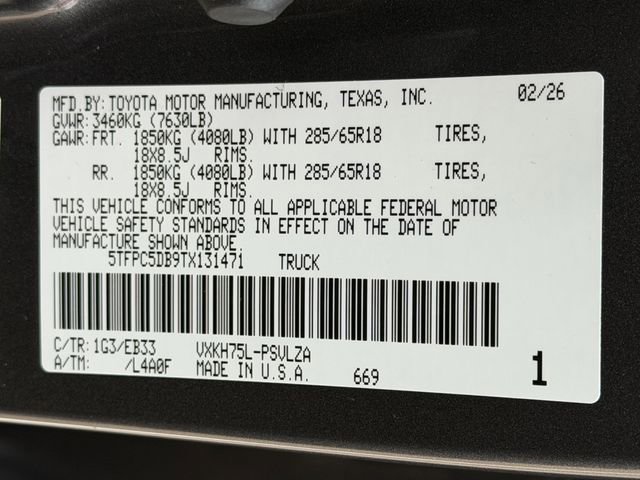 MFD.BY: TOYOTA MOTOR MANUFACTURING, TEXAS, INC. 02/26
GVWR: 3460KG (7630LB)
GAWR: FRT. 1850KG (4080LB) WITH 285/65R18 TIRES,
18X8.5J RIMS.
RR. 1850KG (4080LB) WITH 285/65R18 TIRES,
18X8.5J RIMS.
THIS VEHICLE CONFORMS TO ALL APPLICABLE FEDERAL MOTOR
VEHICLE SAFETY STANDARDS IN EFFECT ON THE DATE OF
MANUFACTURE SHOWN ABOVE.
5TFPC5DB9TX131471 TRUCK
C/TR: 1G3/EB33 VXKH75L-PSVLZA
A/TM: /L4A0F MADE IN U.S.A. 669 1